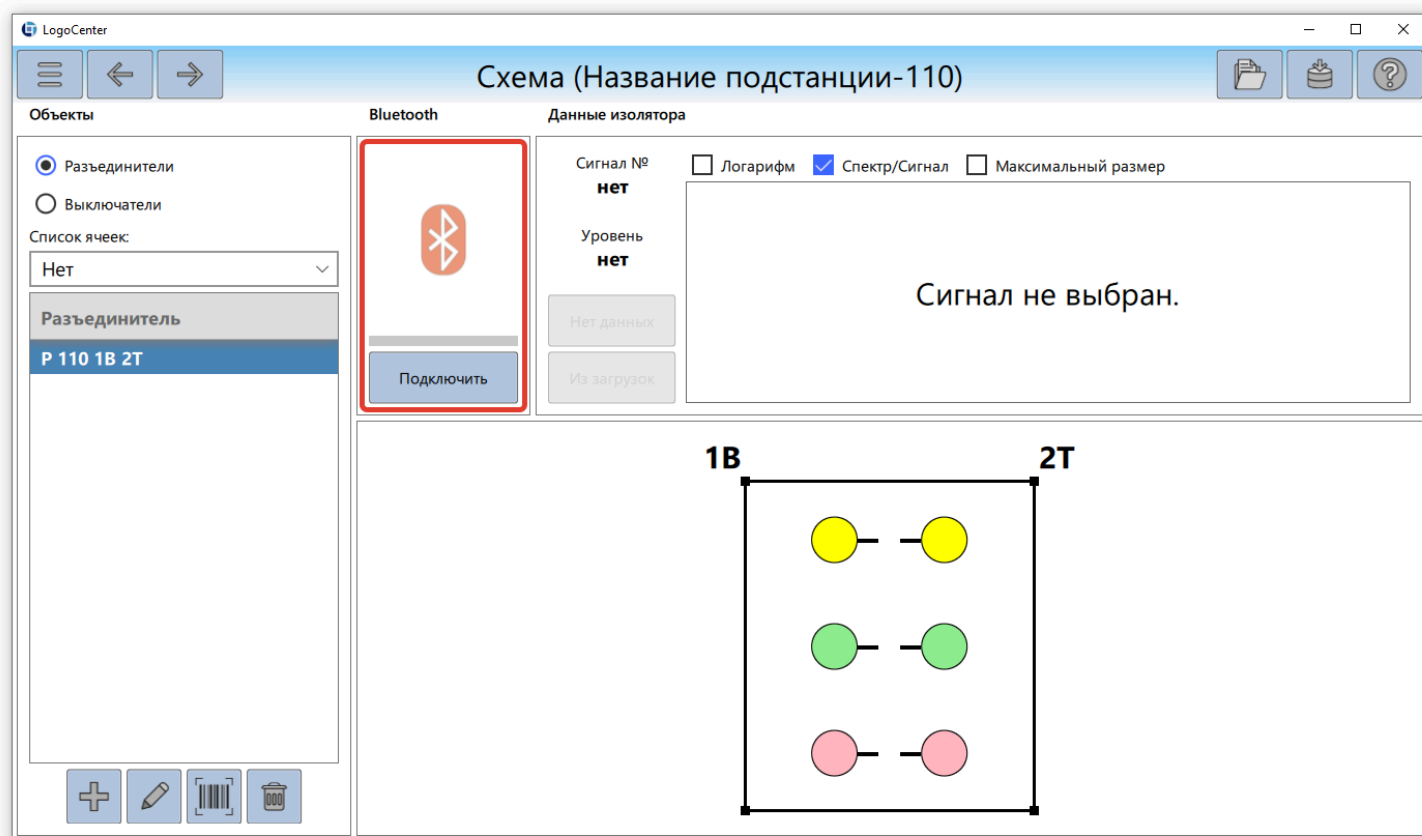 LogoCenter
Схема (Название подстанции-110)
Объекты
Bluetooth
Данные изолятора
Разъединители
Выключатели
Список ячеек:
Нет
Разъединитель
Р 110 1В 2Т
Подключить
Сигнал №
нет
Уровень
нет
Нет данных
Из загрузок
Логарифм
Спектр/Сигнал
Максимальный размер
Сигнал не выбран.
1В
2Т